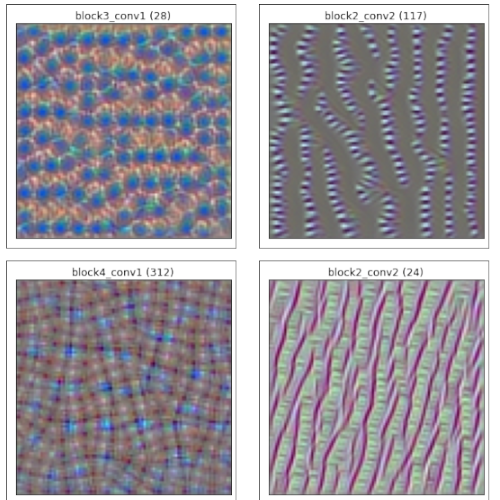 block3_conv1 (28)
block2_conv2 (117)
block4_conv1 (312)
block2_conv2 (24)